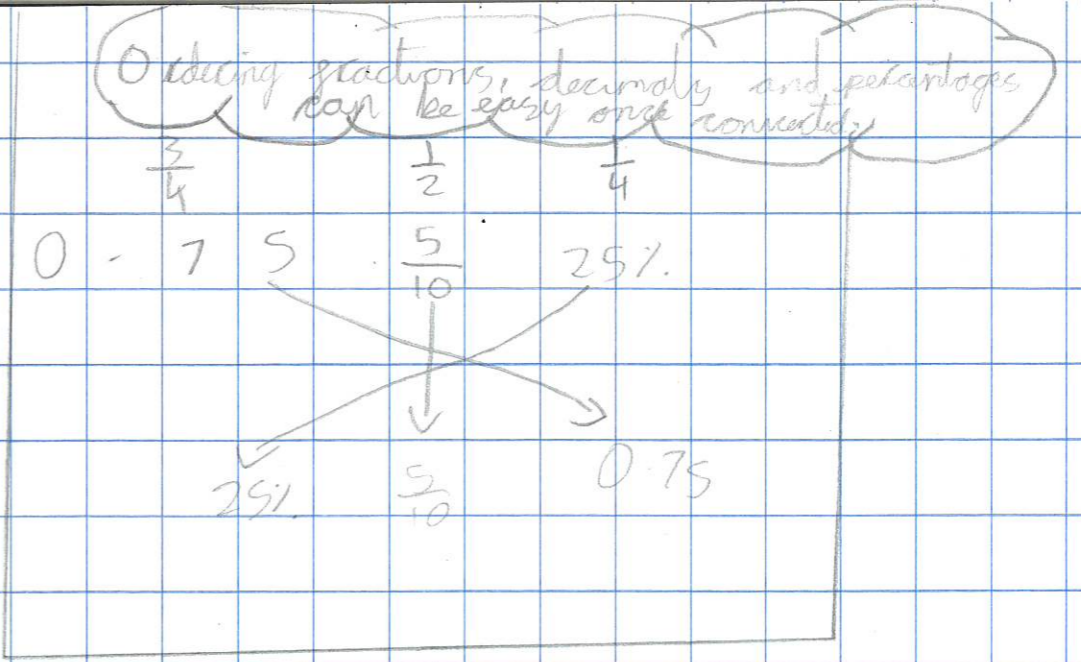 Ordering fractions, decimals and percentages
can be easy once converted.
3/4 1/2 1/4
0.75 5/10 25%
25% 5/10 0.75